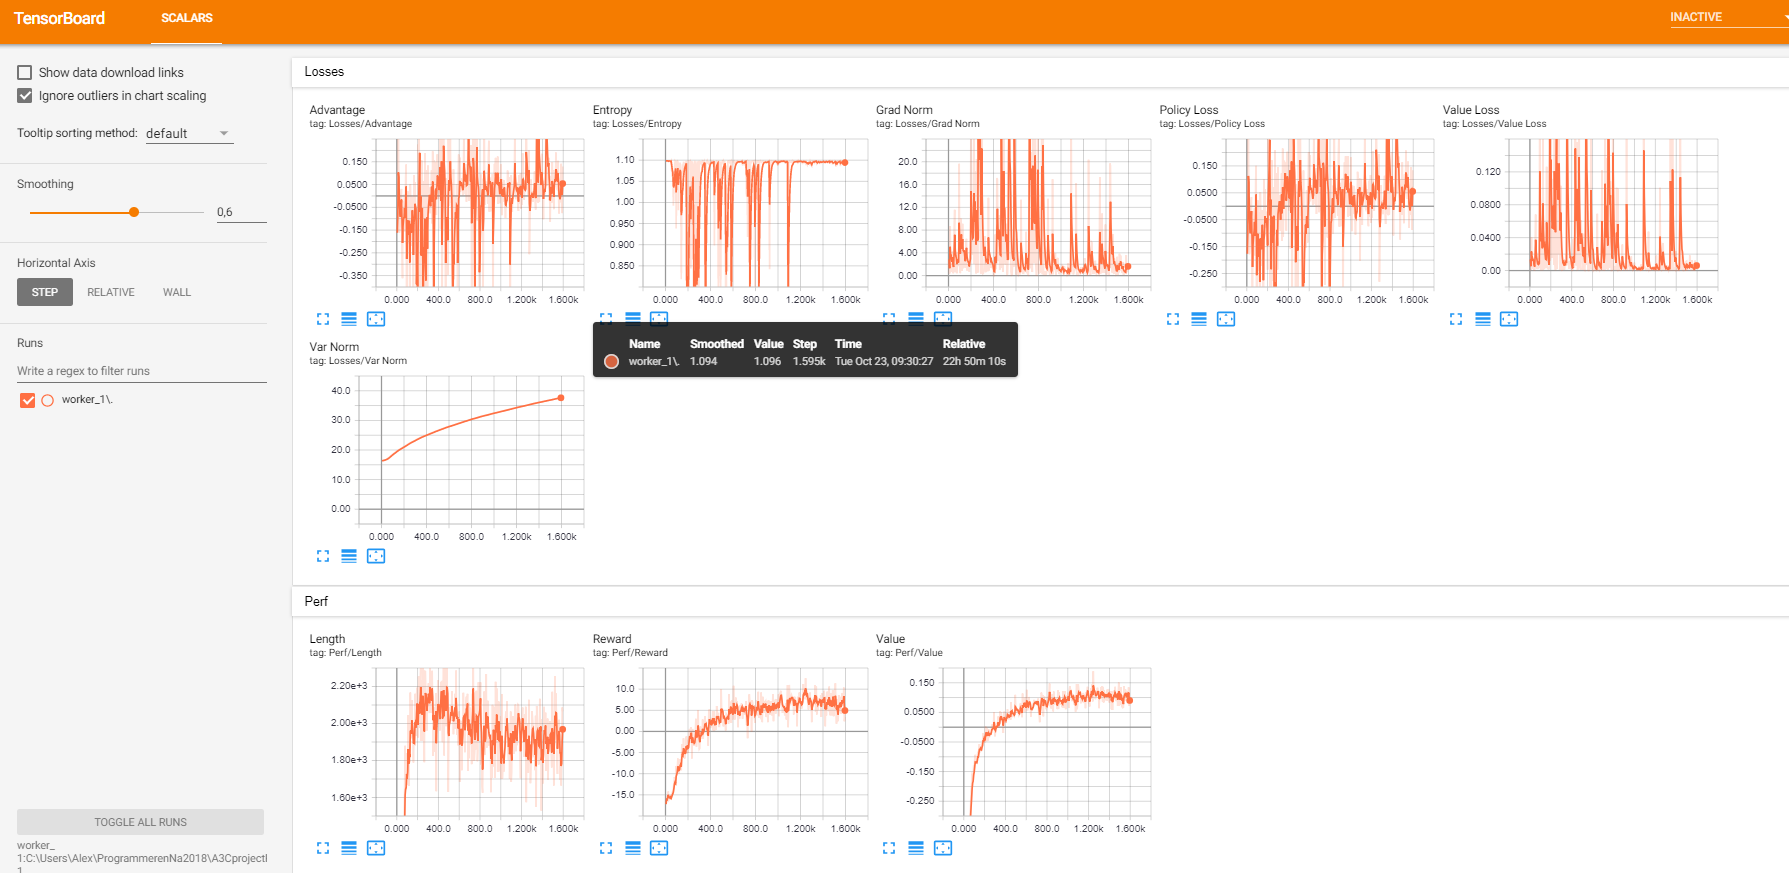 TensorBoard SCALARS INACTIVE
Show data download links
Ignore outliers in chart scaling
Tooltip sorting method: default
Smoothing
0,6
Horizontal Axis
STEP RELATIVE WALL
Runs
Write a regex to filter runs
worker_1\.
TOGGLE ALL RUNS
worker_
1:C:\Users\Alex\ProgrammerenNa2018\A3Cproject\
1
Losses
Advantage
tag: Losses/Advantage
0.150
0.0500
-0.0500
-0.150
-0.250
-0.350
0.000 400.0 800.0 1.200k 1.600k
Entropy
tag: Losses/Entropy
1.10
1.05
1.00
0.950
0.900
0.850
0.000 400.0 800.0 1.200k 1.600k
Grad Norm
tag: Losses/Grad Norm
20.0
16.0
12.0
8.00
4.00
0.00
0.000 400.0 800.0 1.200k 1.600k
Policy Loss
tag: Losses/Policy Loss
0.150
0.0500
-0.0500
-0.150
-0.250
0.000 400.0 800.0 1.200k 1.600k
Value Loss
tag: Losses/Value Loss
0.120
0.0800
0.0400
0.00
0.000 400.0 800.0 1.200k 1.600k
Name Smoothed Value Step Time Relative
worker_1\. 1.094 1.096 1.595k Tue Oct 23, 09:30:27 22h 50m 10s
Var Norm
tag: Losses/Var Norm
40.0
30.0
20.0
10.0
0.00
0.000 400.0 800.0 1.200k 1.600k
Perf
Length
tag: Perf/Length
2.20e+3
2.00e+3
1.80e+3
1.60e+3
0.000 400.0 800.0 1.200k 1.600k
Reward
tag: Perf/Reward
10.0
5.00
0.00
-5.00
-10.0
-15.0
0.000 400.0 800.0 1.200k 1.600k
Value
tag: Perf/Value
0.150
0.0500
-0.0500
-0.150
-0.250
0.000 400.0 800.0 1.200k 1.600k